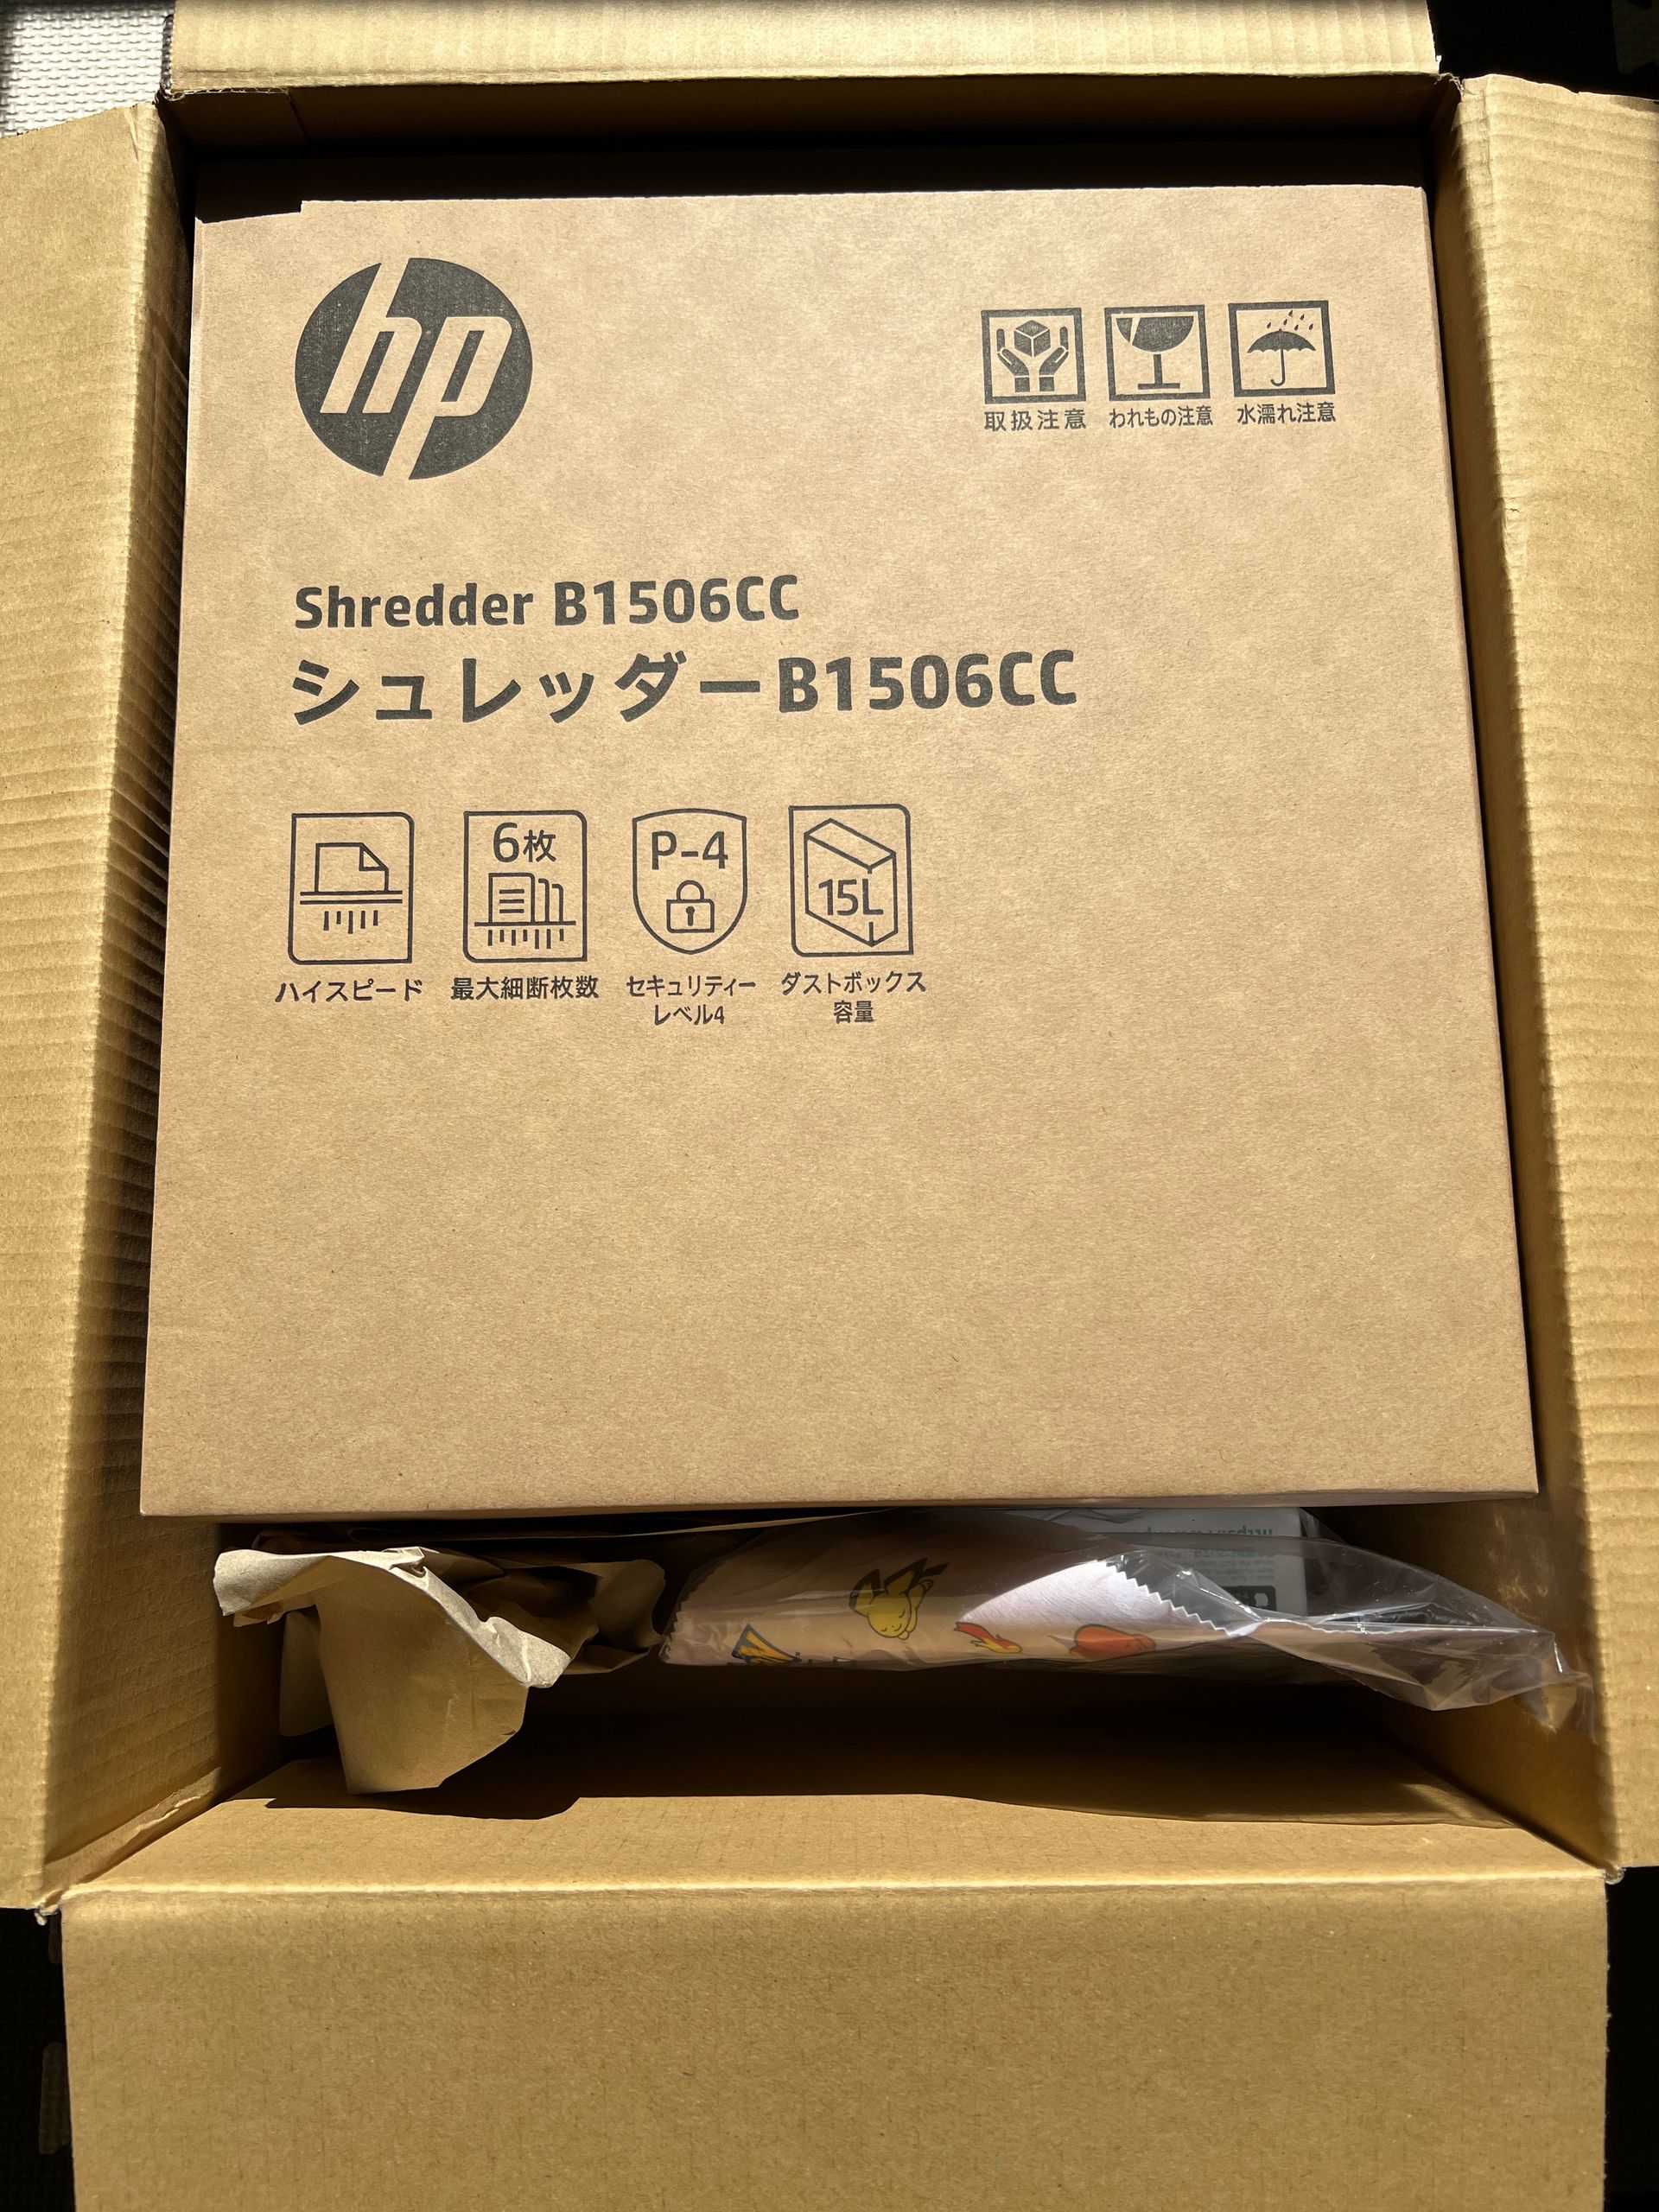 hp
取扱注意
われもの注意
水濡れ注意
Shredder B1506CC
シュレッダーB1506CC
6枚
P-4
15L
ハイスピード
最大細断枚数
セキュリティー
レベル4
ダストボックス
容量